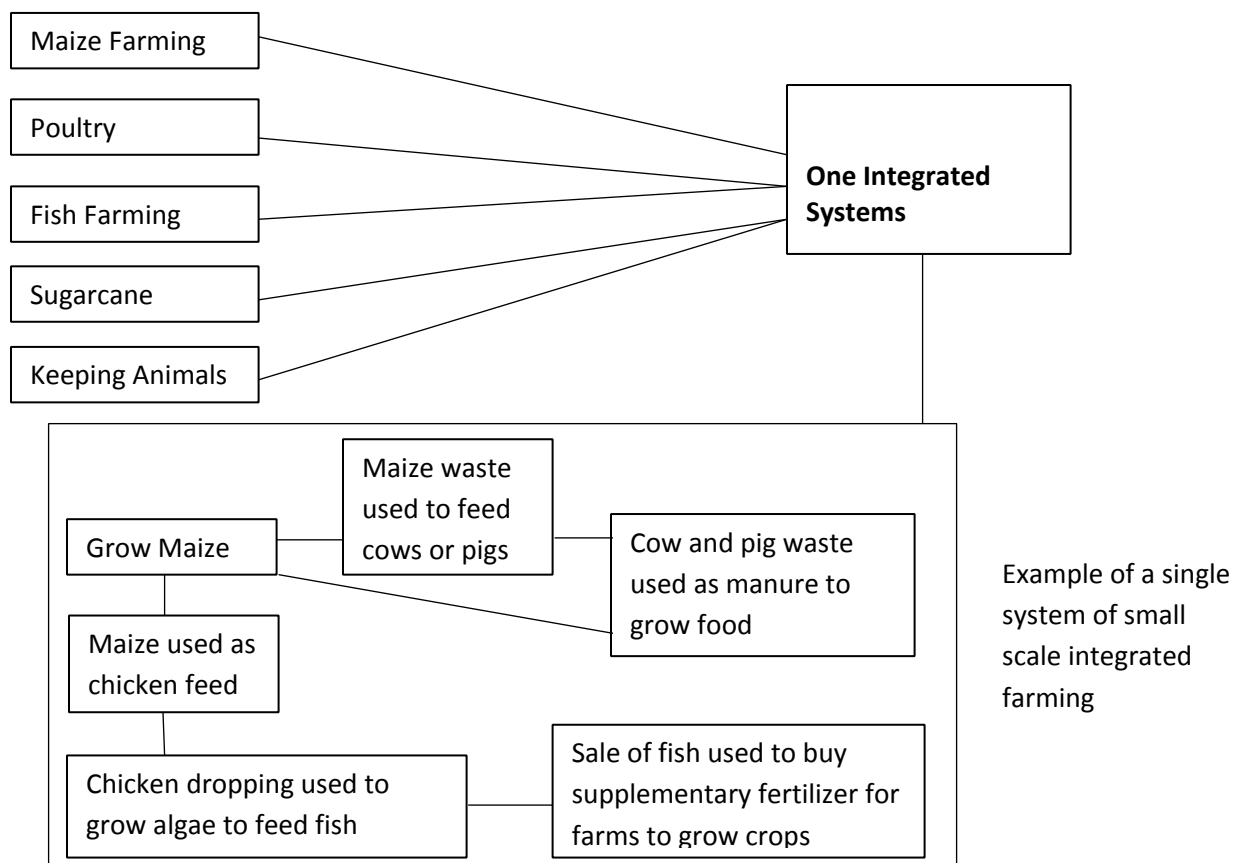 Maize Farming
Poultry
Fish Farming
Sugarcane
Keeping Animals
One Integrated
Systems
Grow Maize
Maize waste
used to feed
cows or pigs
Cow and pig waste
used as manure to
grow food
Maize used as
chicken feed
Chicken dropping used to
grow algae to feed fish
Sale of fish used to buy
supplementary fertilizer for
farms to grow crops
Example of a single
system of small
scale integrated
farming